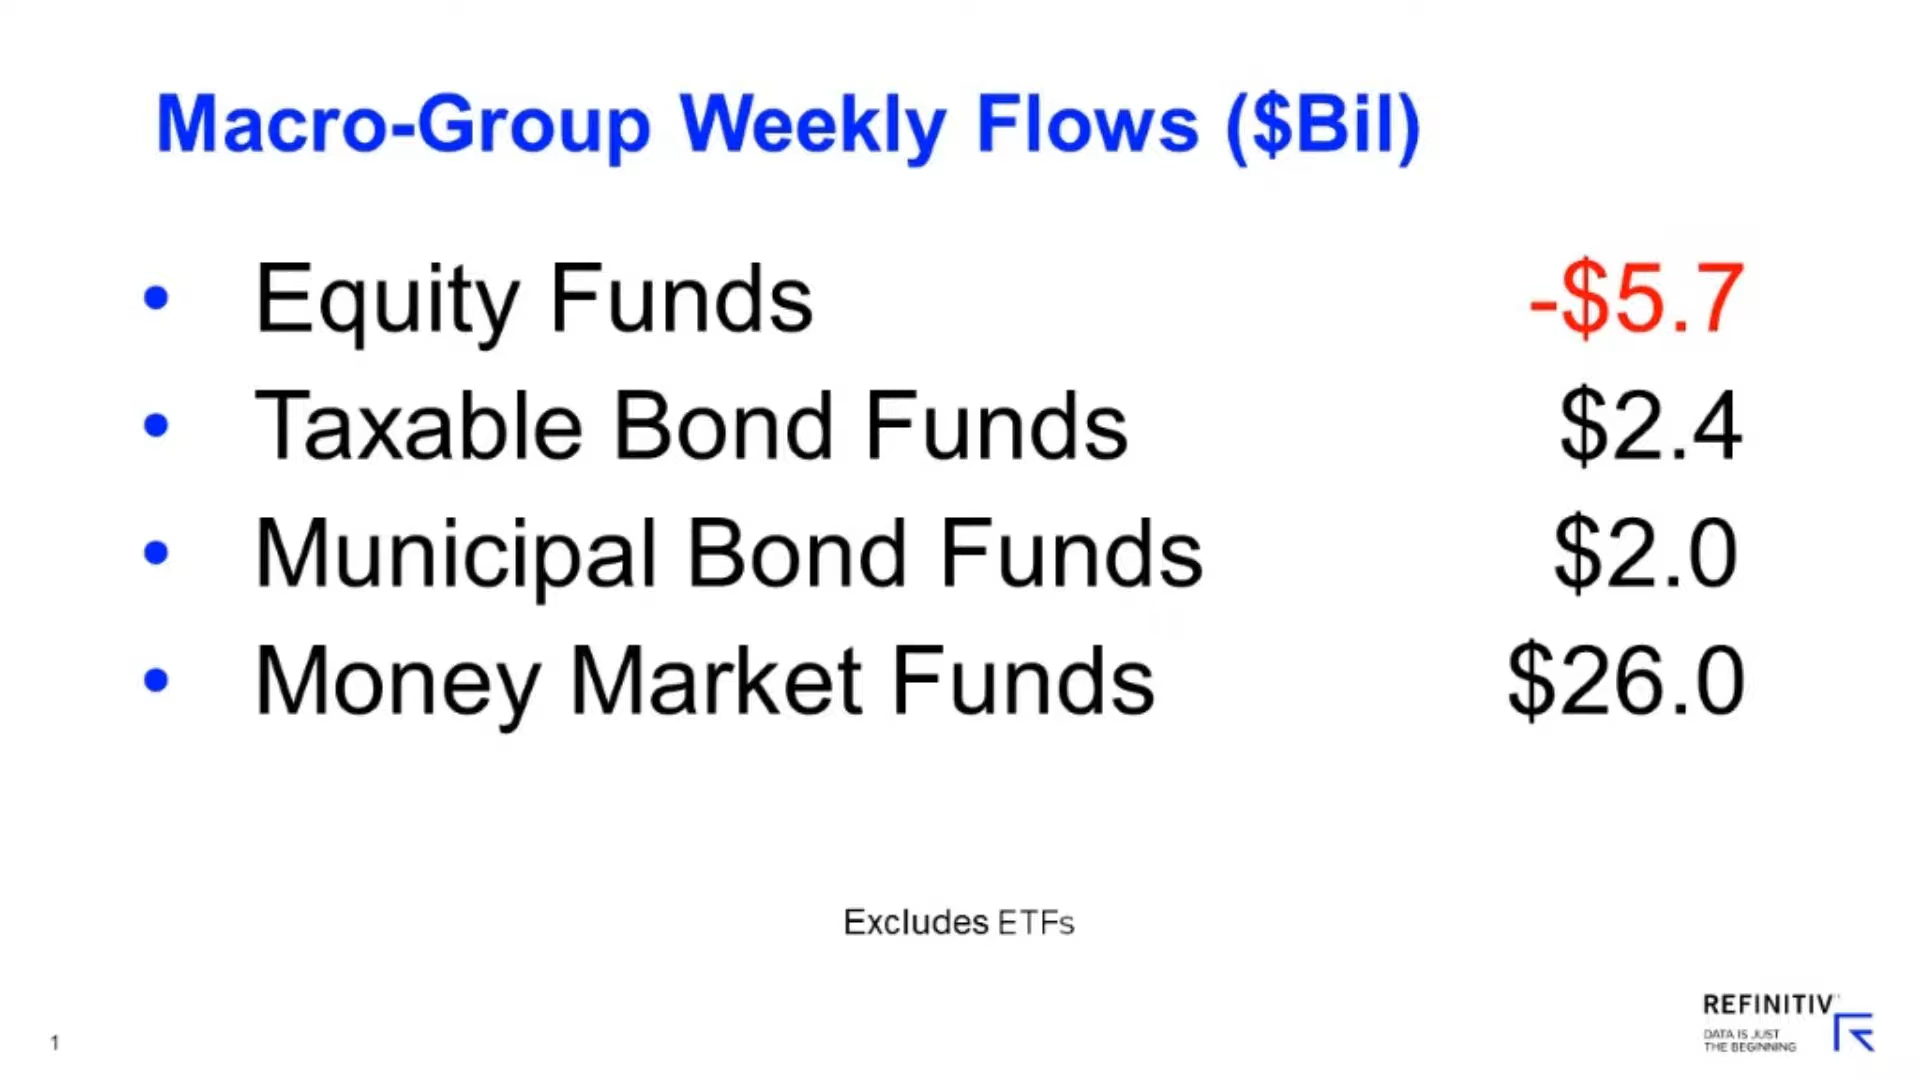 Macro-Group Weekly Flows ($Bil)
• Equity Funds -$5.7
• Taxable Bond Funds $2.4
• Municipal Bond Funds $2.0
• Money Market Funds $26.0
Excludes ETFs
REFINITIV
DATA IS JUST
THE BEGINNING
1